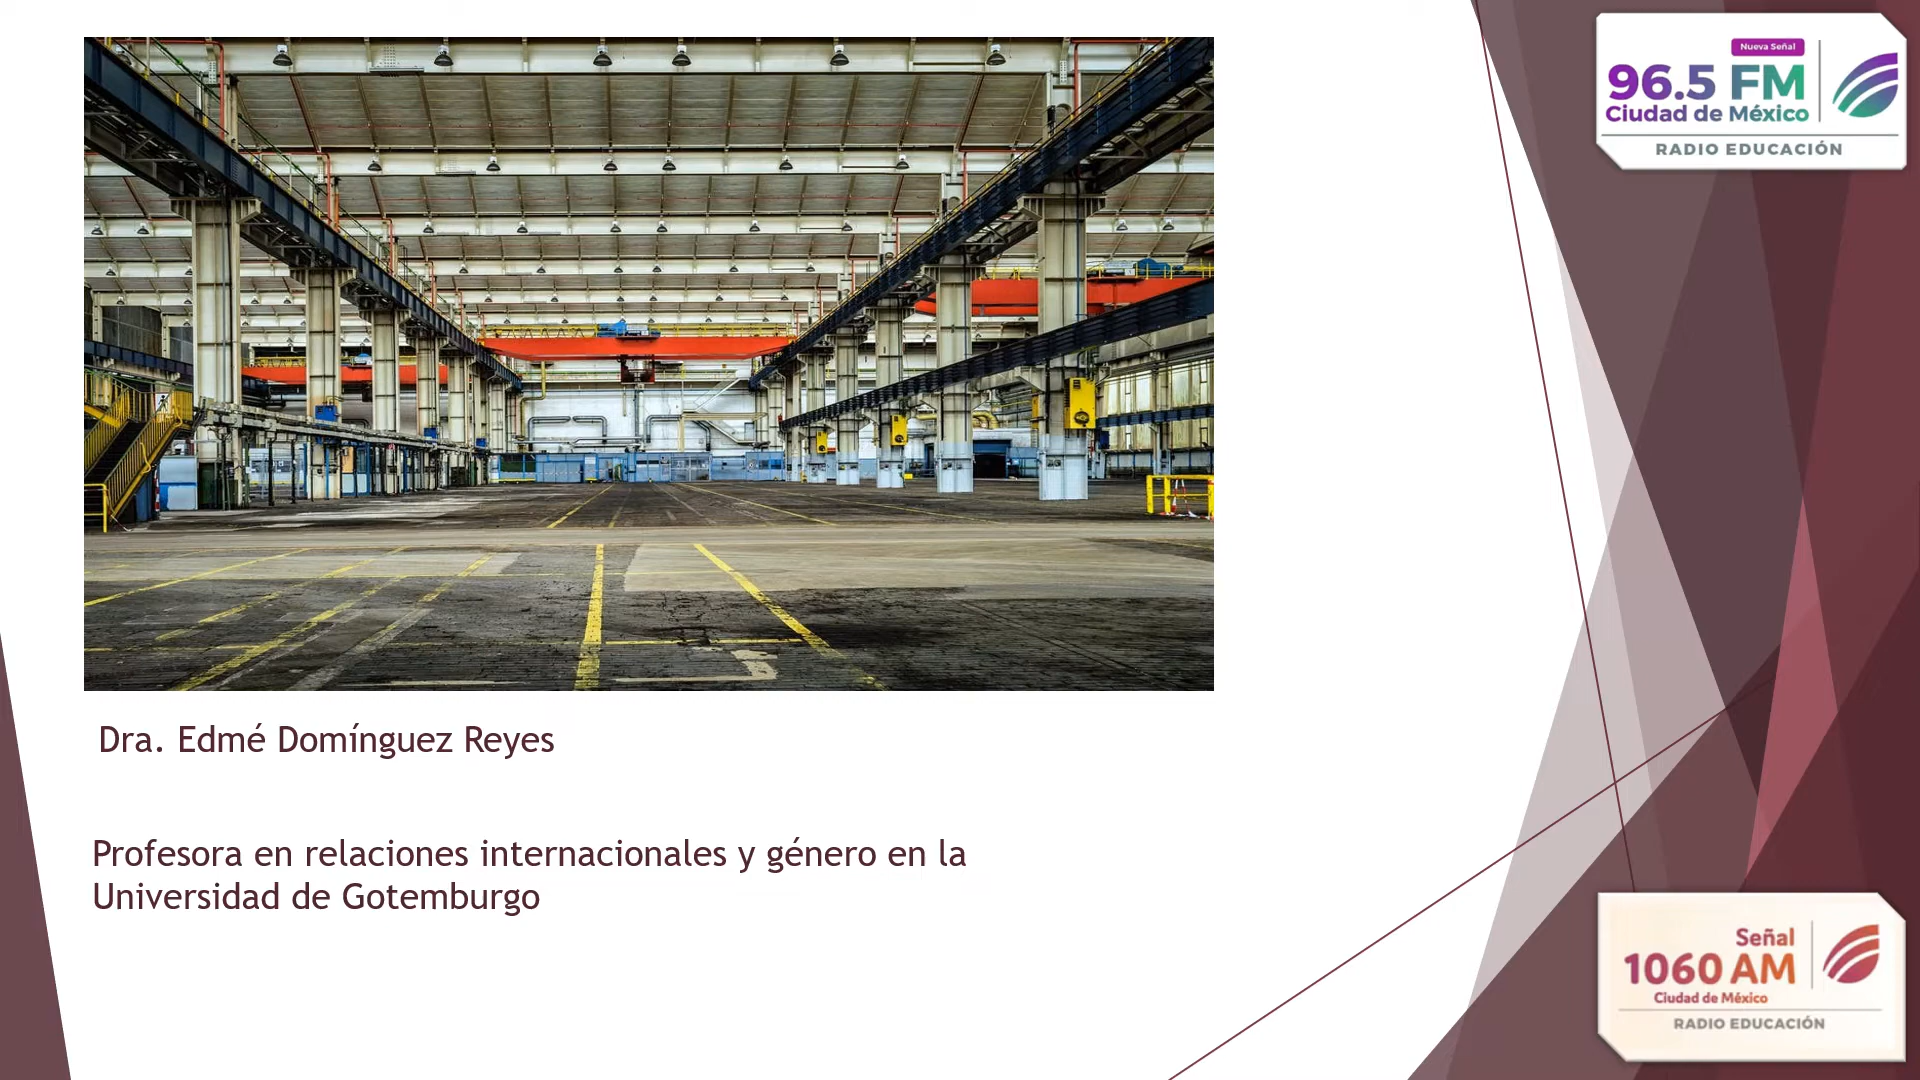 Nueva Señal
96.5 FM
Ciudad de México
RADIO EDUCACIÓN
Dra. Edmé Domínguez Reyes
Profesora en relaciones internacionales y género en la
Universidad de Gotemburgo
Señal
1060 AM
Ciudad de México
RADIO EDUCACIÓN